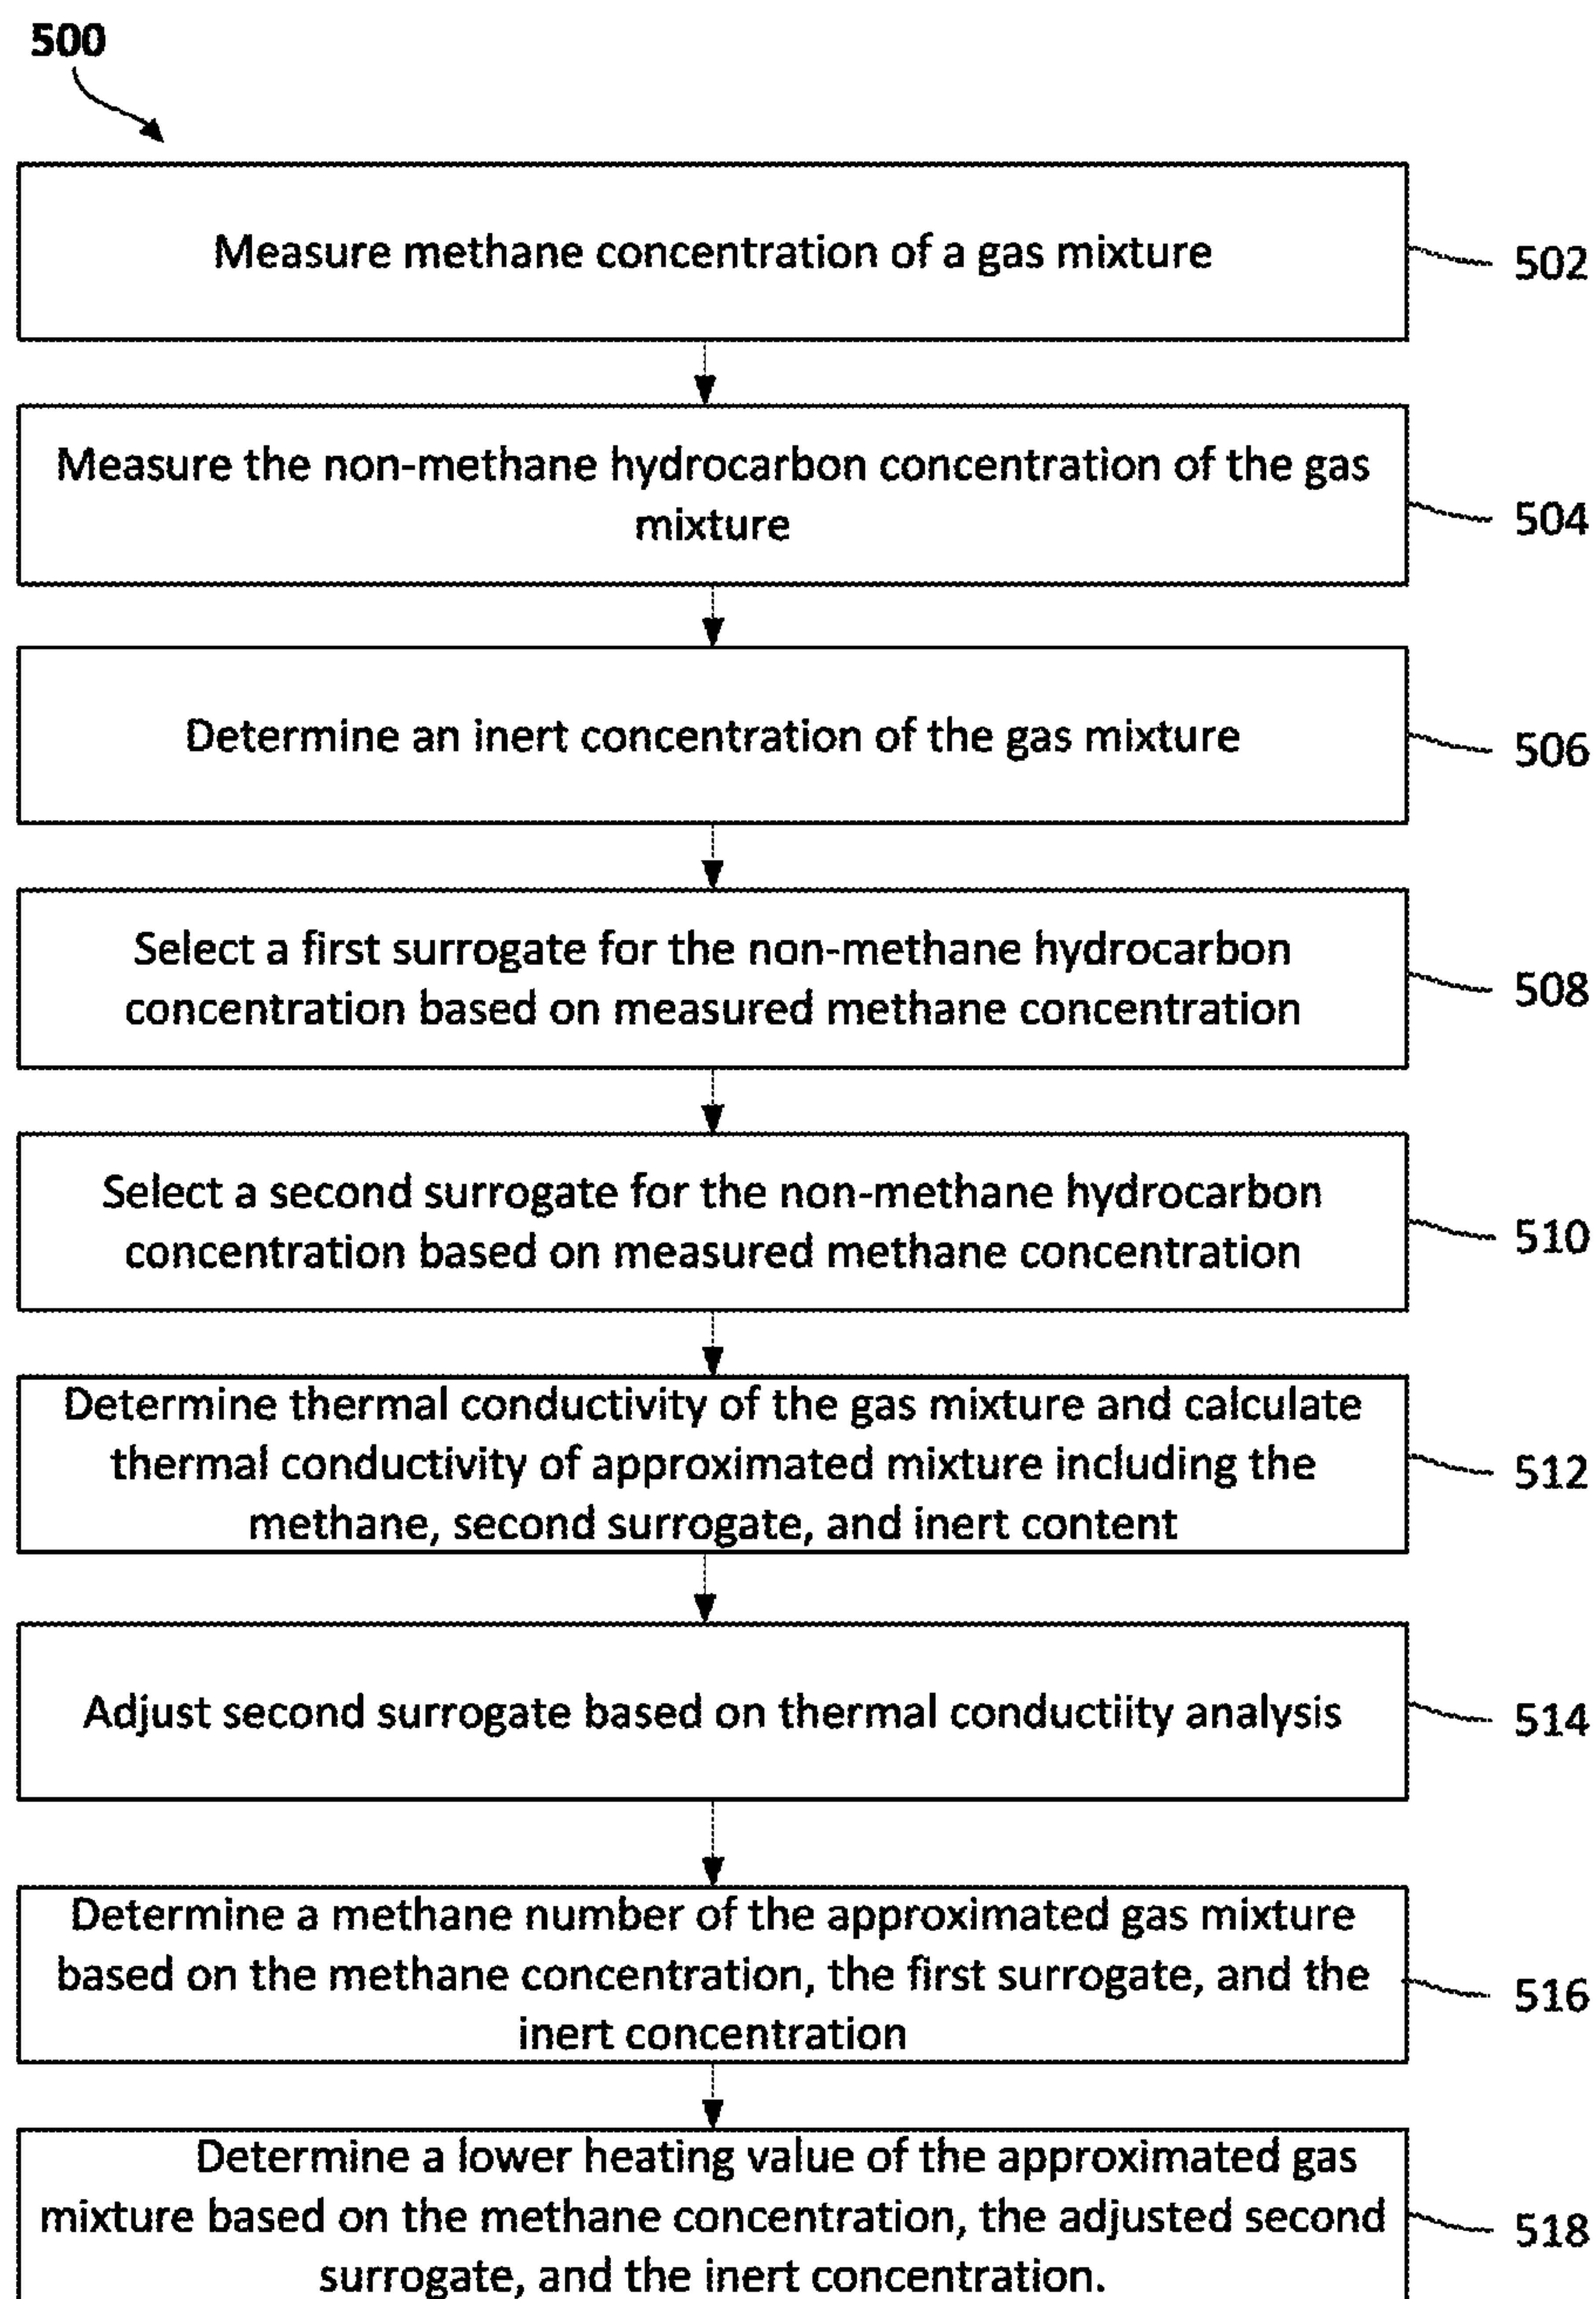 500
Measure methane concentration of a gas mixture
502
Measure the non-methane hydrocarbon concentration of the gas
mixture
504
Determine an inert concentration of the gas mixture
506
Select a first surrogate for the non-methane hydrocarbon
concentration based on measured methane concentration
508
Select a second surrogate for the non-methane hydrocarbon
concentration based on measured methane concentration
510
Determine thermal conductivity of the gas mixture and calculate
thermal conductivity of approximated mixture including the
methane, second surrogate, and inert content
512
Adjust second surrogate based on thermal conductiity analysis
514
Determine a methane number of the approximated gas mixture
based on the methane concentration, the first surrogate, and the
inert concentration
516
Determine a lower heating value of the approximated gas
mixture based on the methane concentration, the adjusted second
surrogate, and the inert concentration.
518